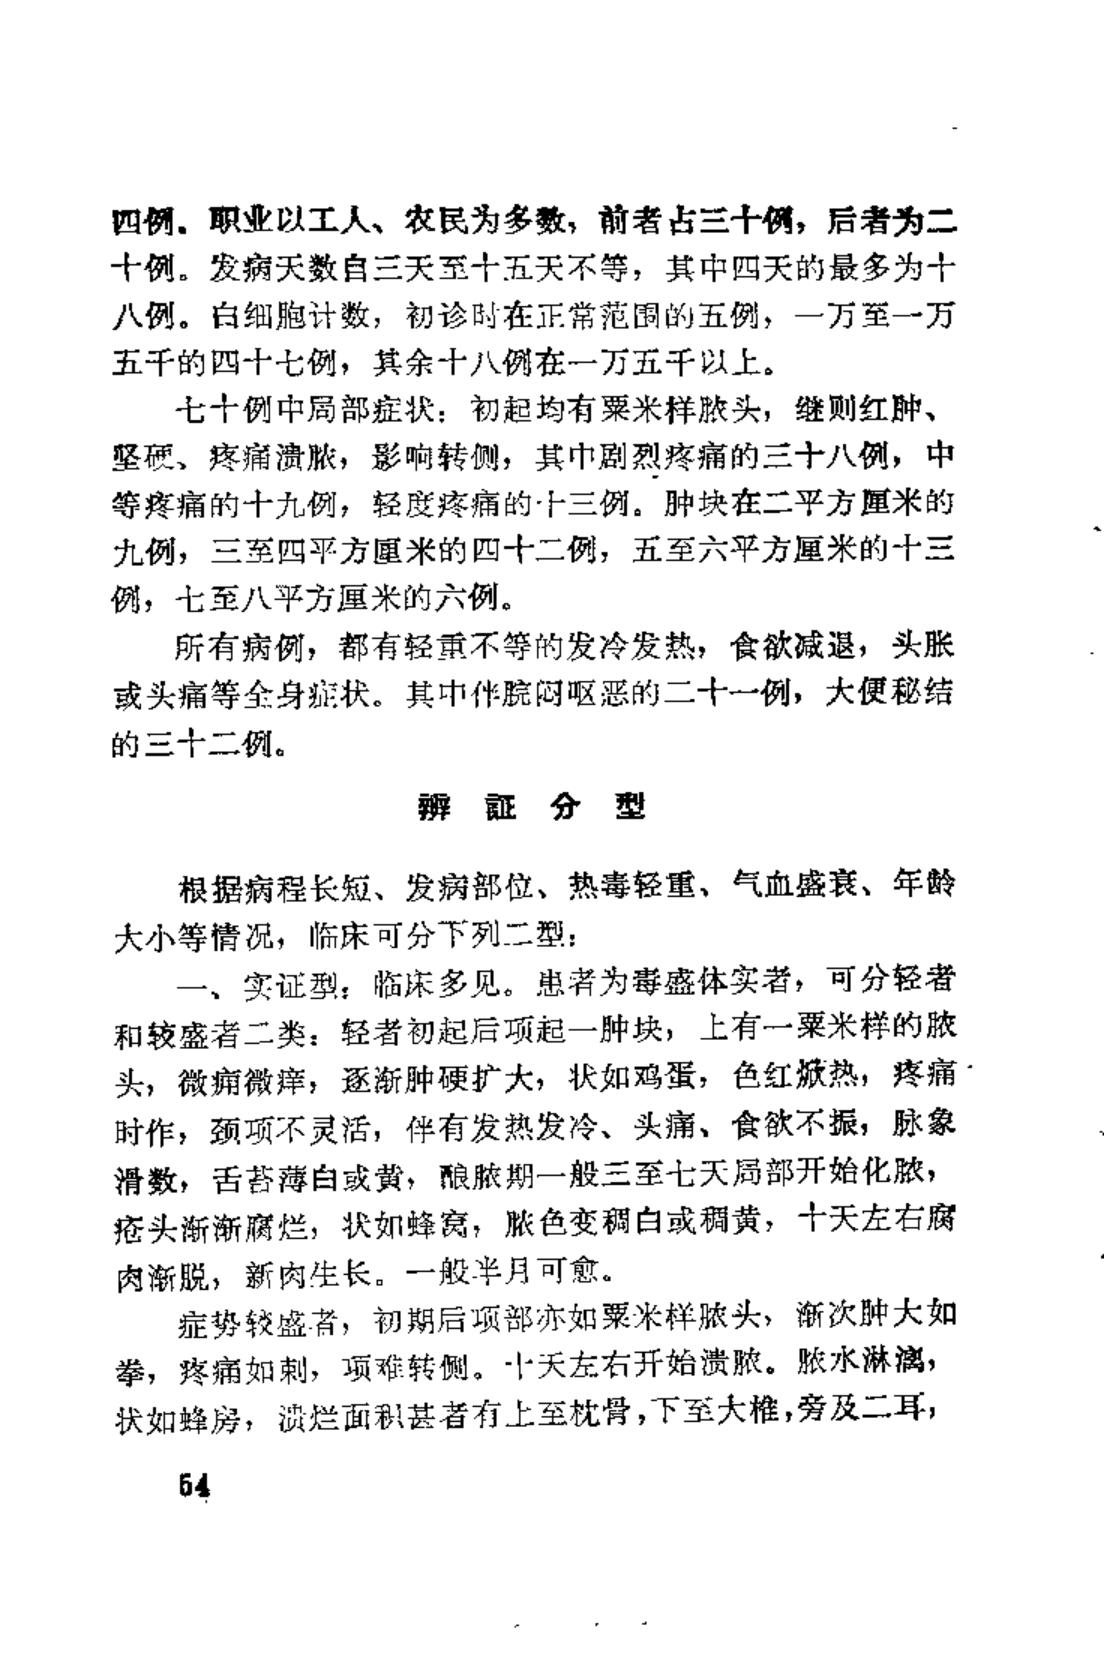 四例。职业以工人、农民为多数，前者占三十例，后者为二
十例。发病天数自三天至十五天不等，其中四天的最多为十
八例。白细胞计数，初诊时在正常范围的五例，一万至一万
五千的四十七例，其余十八例在一万五千以上。
七十例中局部症状：初起均有粟米样脓头，继则红肿、
坚硬、疼痛溃脓，影响转侧，其中剧烈疼痛的三十八例，中
等疼痛的十九例，轻度疼痛的十三例。肿块在二平方厘米的
九例，三至四平方厘米的四十二例，五至六平方厘米的十三
例，七至八平方厘米的六例。
所有病例，都有轻重不等的发冷发热，食欲减退，头胀
或头痛等全身症状。其中伴脘闷呕恶的二十一例，大便秘结
的三十二例。
辨証分型
根据病程长短、发病部位、热毒轻重、气血盛衰、年龄
大小等情况，临床可分下列二型：
一、实证型：临床多见。患者为毒盛体实者，可分轻者
和较盛者二类：轻者初起后项起一肿块，上有一粟米样的脓
头，微痛微痒，逐渐肿硬扩大，状如鸡蛋，色红焮热，疼痛
时作，颈项不灵活，伴有发热发冷、头痛、食欲不振，脉象
滑数，舌苔薄白或黄，酿脓期一般三至七天局部开始化脓，
疮头渐渐腐烂，状如蜂窝，脓色变稠白或稠黄，十天左右腐
肉渐脱，新肉生长。一般半月可愈。
症势较盛者，初期后项部亦如粟米样脓头，渐次肿大如
拳，疼痛如刺，项难转侧。十天左右开始溃脓。脓水淋漓，
状如蜂房，溃烂面积甚者有上至枕骨，下至大椎，旁及二耳，
54